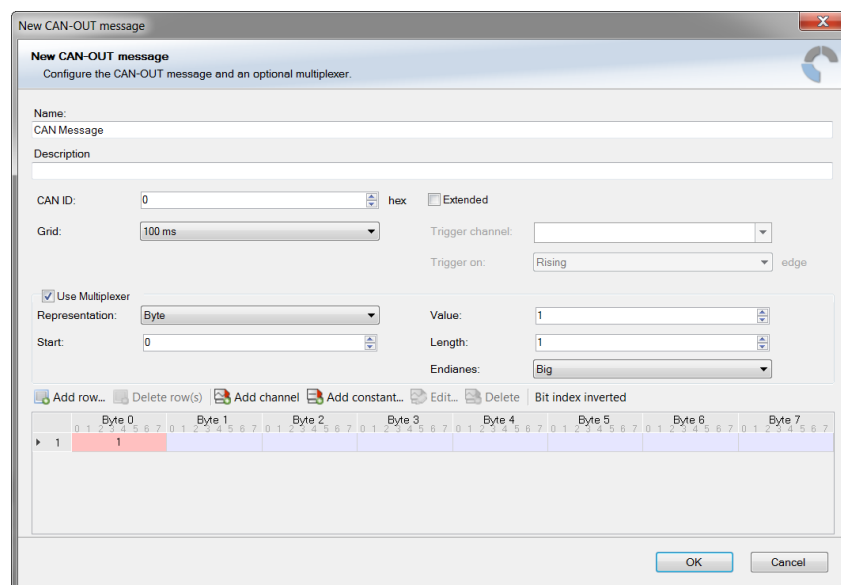 New CAN-OUT message
New CAN-OUT message
Configure the CAN-OUT message and an optional multiplexer.
Name:
CAN Message
Description
CAN ID: 0 hex Extended
Grid: 100 ms Trigger channel:
Trigger on: Rising edge
Use Multiplexer
Representation: Byte Value: 1
Start: 0 Length: 1
Endianes: Big
Add row... Delete row(s) Add channel Add constant... Edit... Delete Bit index inverted
Byte 0 Byte 1 Byte 2 Byte 3 Byte 4 Byte 5 Byte 6 Byte 7
0 1 2 3 4 5 6 7 0 1 2 3 4 5 6 7 0 1 2 3 4 5 6 7 0 1 2 3 4 5 6 7 0 1 2 3 4 5 6 7 0 1 2 3 4 5 6 7 0 1 2 3 4 5 6 7 0 1 2 3 4 5 6 7
1 1
OK Cancel